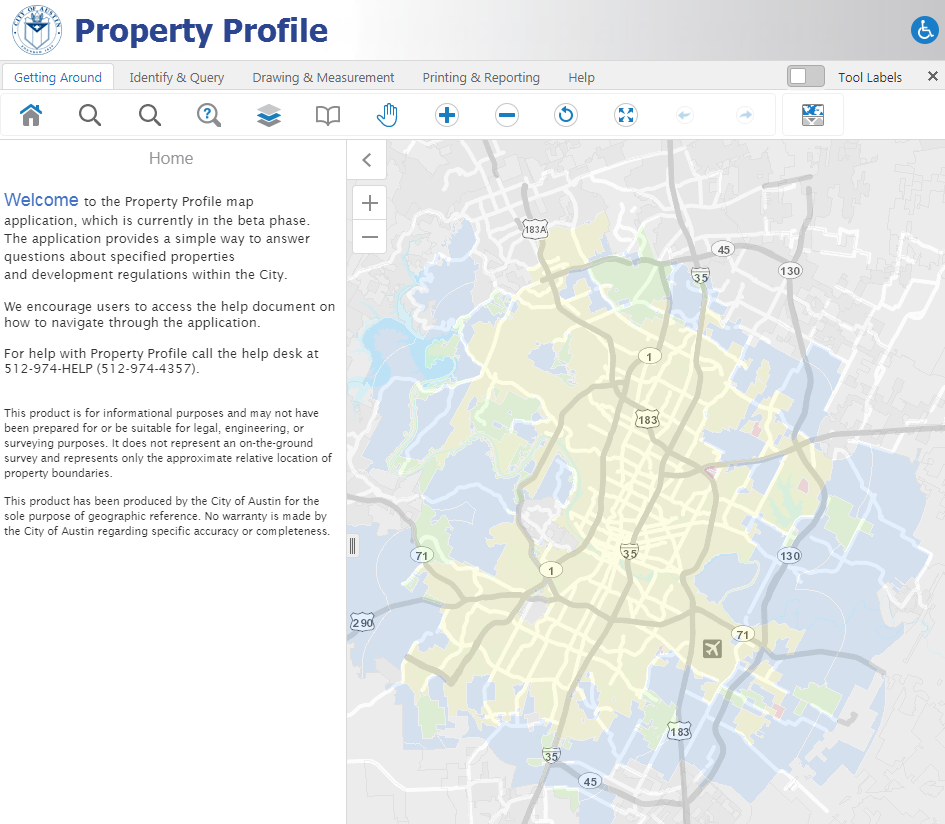 CITY OF AUSTIN
Property Profile
Getting Around
Identify & Query
Drawing & Measurement
Printing & Reporting
Help
Tool Labels
Home
Welcome to the Property Profile map
application, which is currently in the beta phase.
The application provides a simple way to answer
questions about specified properties
and development regulations within the City.
We encourage users to access the help document on
how to navigate through the application.
For help with Property Profile call the help desk at
512-974-HELP (512-974-4357).
This product is for informational purposes and may not have
been prepared for or be suitable for legal, engineering, or
surveying purposes. It does not represent an on-the-ground
survey and represents only the approximate relative location of
property boundaries.
This product has been produced by the City of Austin for the
sole purpose of geographic reference. No warranty is made by
the City of Austin regarding specific accuracy or completeness.
183A
45
35
130
1
183
35
71
130
1
290
71
183
35
45